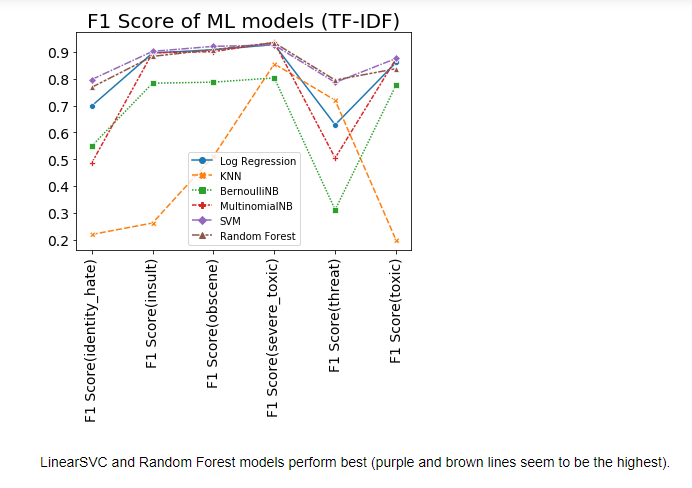 F1 Score of ML models (TF-IDF)
0.9
0.8
0.7
0.6
0.5
0.4
0.3
0.2
Log Regression
KNN
BernoulliNB
MultinomialNB
SVM
Random Forest
F1 Score(identity_hate)
F1 Score(insult)
F1 Score(obscene)
F1 Score(severe_toxic)
F1 Score(threat)
F1 Score(toxic)
LinearSVC and Random Forest models perform best (purple and brown lines seem to be the highest).